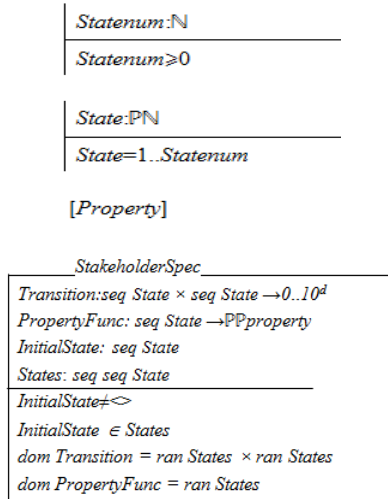 Statenum:ℕ
Statenum⩾0
State:ℙℕ
State=1..Statenum
[Property]
StakeholderSpec
Transition:seq State × seq State →0..10ᵈ
PropertyFunc: seq State →ℙℙproperty
InitialState: seq State
States: seq seq State
InitialState≠<>
InitialState ∈ States
dom Transition = ran States × ran States
dom PropertyFunc = ran States